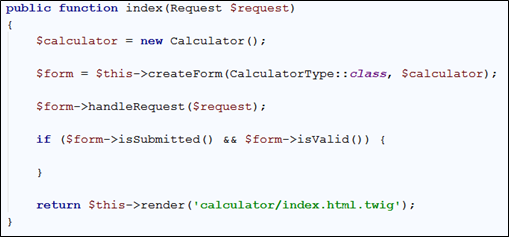 public function index(Request $request)
{
    $calculator = new Calculator();
    $form = $this->createForm(CalculatorType::class, $calculator);
    $form->handleRequest($request);
    if ($form->isSubmitted() && $form->isValid()) {
    }
    return $this->render('calculator/index.html.twig');
}